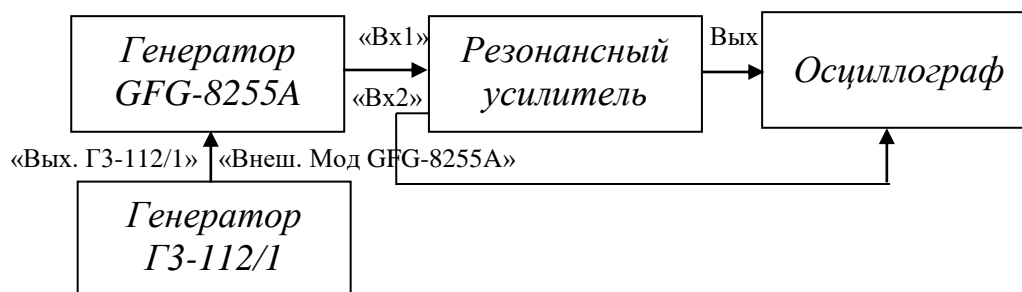 Генератор
GFG-8255A
«Вх1»
«Вх2»
Резонансный
усилитель
Вых
Осциллограф
«Вых. Г3-112/1»
«Внеш. Мод GFG-8255A»
Генератор
Г3-112/1